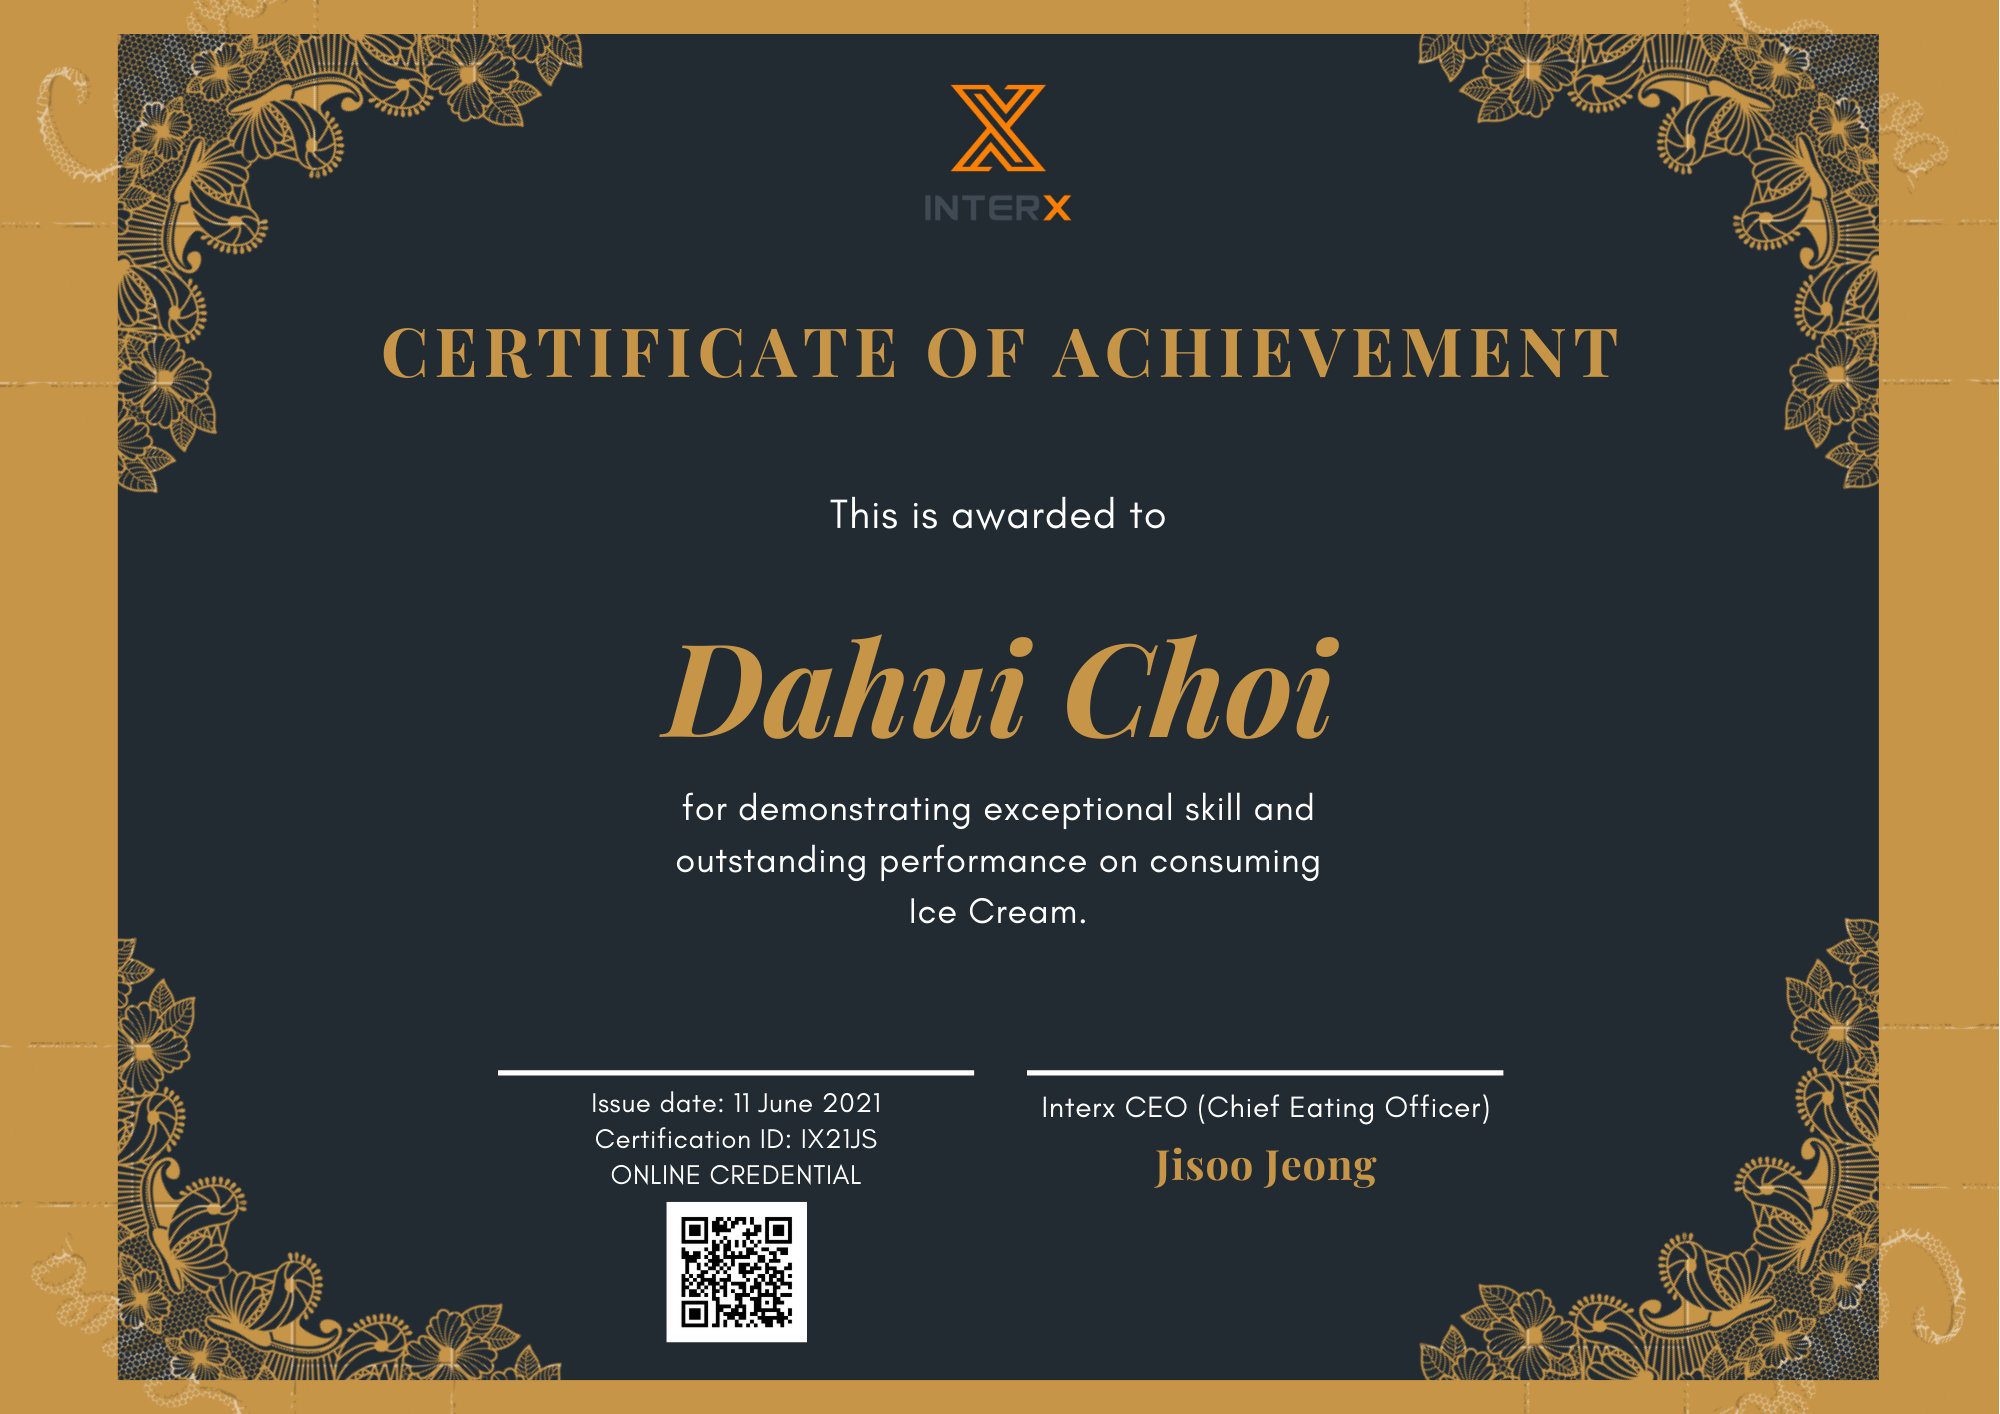 INTERX
CERTIFICATE OF ACHIEVEMENT
This is awarded to
Dahui Choi
for demonstrating exceptional skill and
outstanding performance on consuming
Ice Cream.
Issue date: 11 June 2021
Certification ID: IX21JS
ONLINE CREDENTIAL
Interx CEO (Chief Eating Officer)
Jisoo Jeong